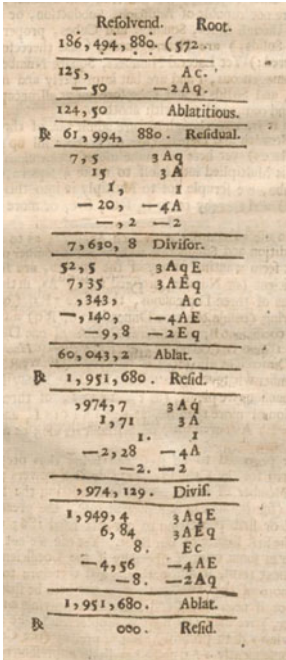 Reſolvend. Root.
186,494,880. (572
125, Ac.
—50 —2Aq.
124,50 Ablatitious.
℞ 61,994, 880. Reſidual.
7,5 3Aq
15 3A
1, 1
—20, —4A
—,2 —2
7,630,8 Diviſor.
52,5 3AqE
7,35 3AEq
,343, Ac
—,140, —4AE
—9,8 —2Eq
60,043,2 Ablat.
℞ 1,951,680. Reſid.
,974,7 3Aq
1,71 3A
1. 1
—2,28 —4A
—2. —2
,974,129. Diviſ.
1,949,4 3AqE
6,84 3AEq
8. Ec
—4,56 —4AE
—8. —2Aq
1,951,680. Ablat.
℞ 000. Reſid.